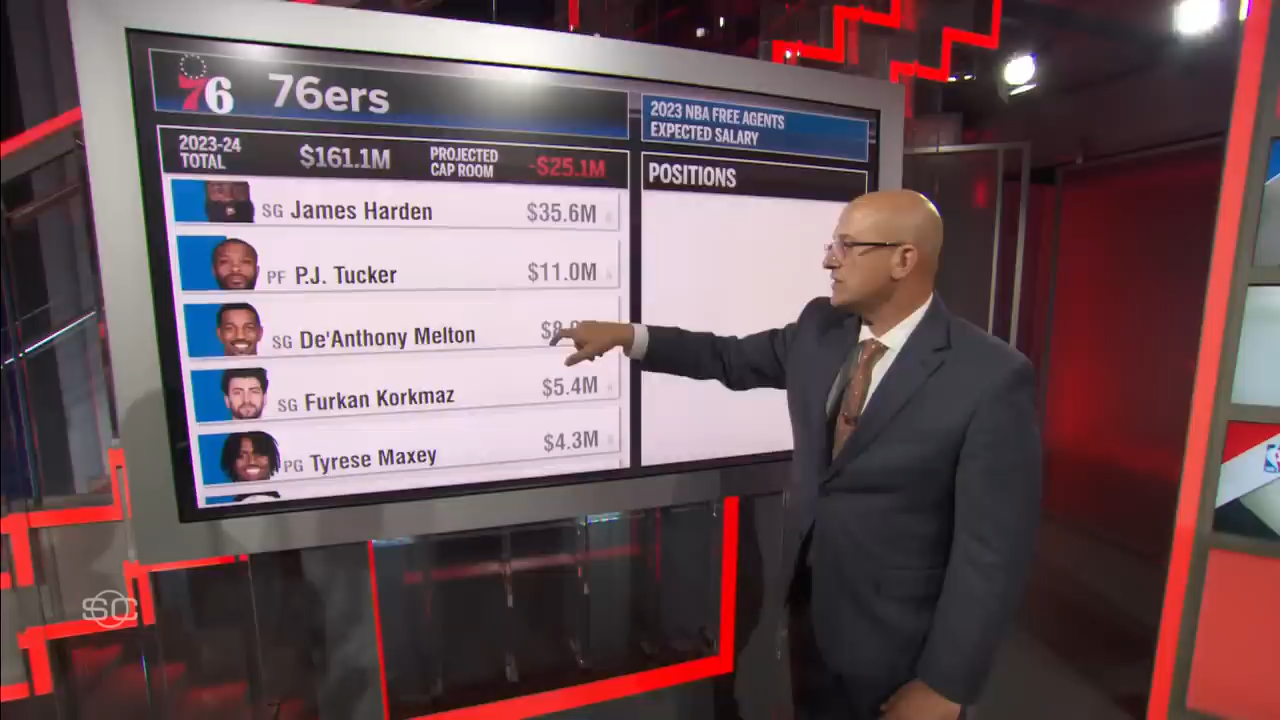 76
76ers
2023-24
TOTAL
$161.1M
PROJECTED
CAP ROOM
-$25.1M
SG James Harden $35.6M
PF P.J. Tucker $11.0M
SG De'Anthony Melton
SG Furkan Korkmaz $5.4M
PG Tyrese Maxey $4.3M
2023 NBA FREE AGENTS
EXPECTED SALARY
POSITIONS
SC